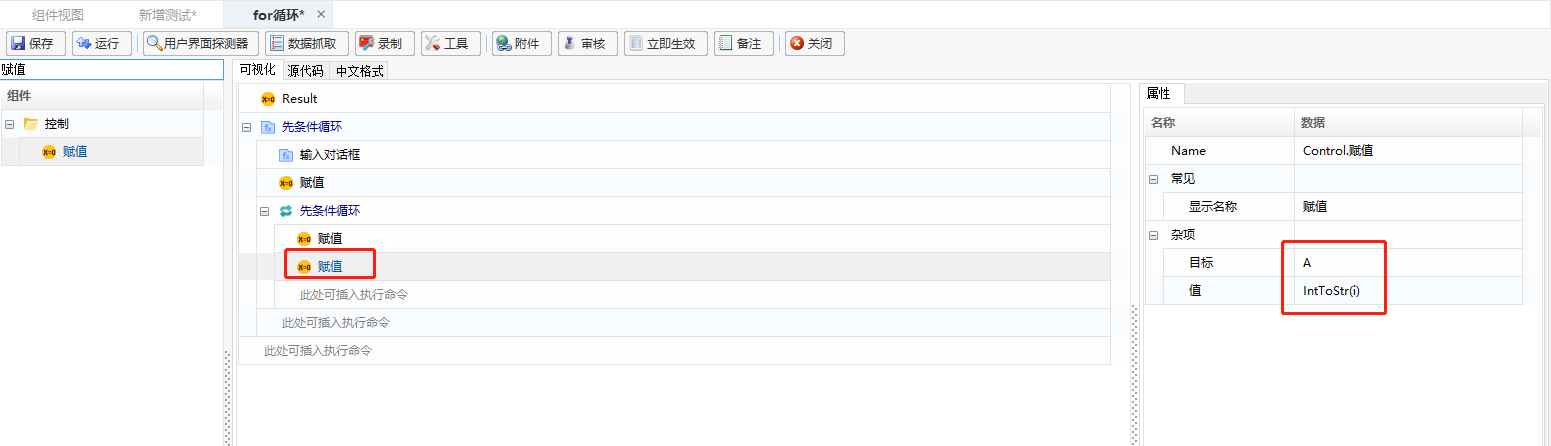 组件视图 新增测试* for循环* ×
保存 运行 用户界面探测器 数据抓取 录制 工具 附件 审核 立即生效 备注 关闭
赋值
组件
控制
x=0 赋值
可视化 源代码 中文格式
x=0 Result
fx 先条件循环
fx 输入对话框
x=0 赋值
先条件循环
x=0 赋值
x=0 赋值
此处可插入执行命令
此处可插入执行命令
此处可插入执行命令
属性
名称 数据
Name Control.赋值
常见
显示名称 赋值
杂项
目标 A
值 IntToStr(i)